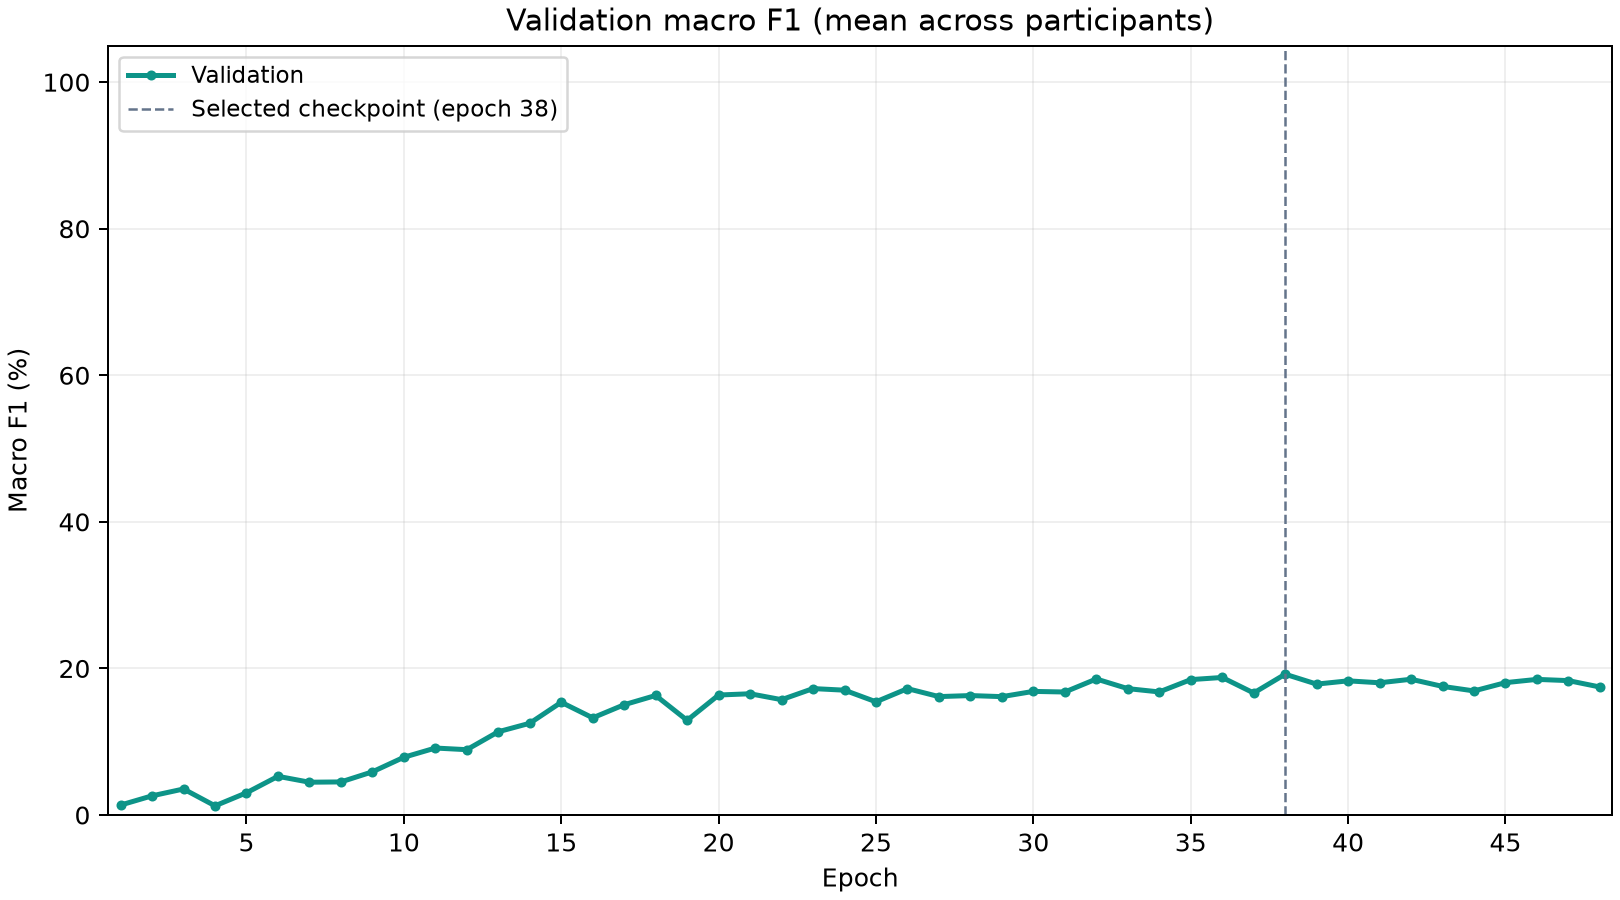 Validation macro F1 (mean across participants)
Validation
Selected checkpoint (epoch 38)
100
80
60
40
20
0
Macro F1 (%)
5 10 15 20 25 30 35 40 45
Epoch